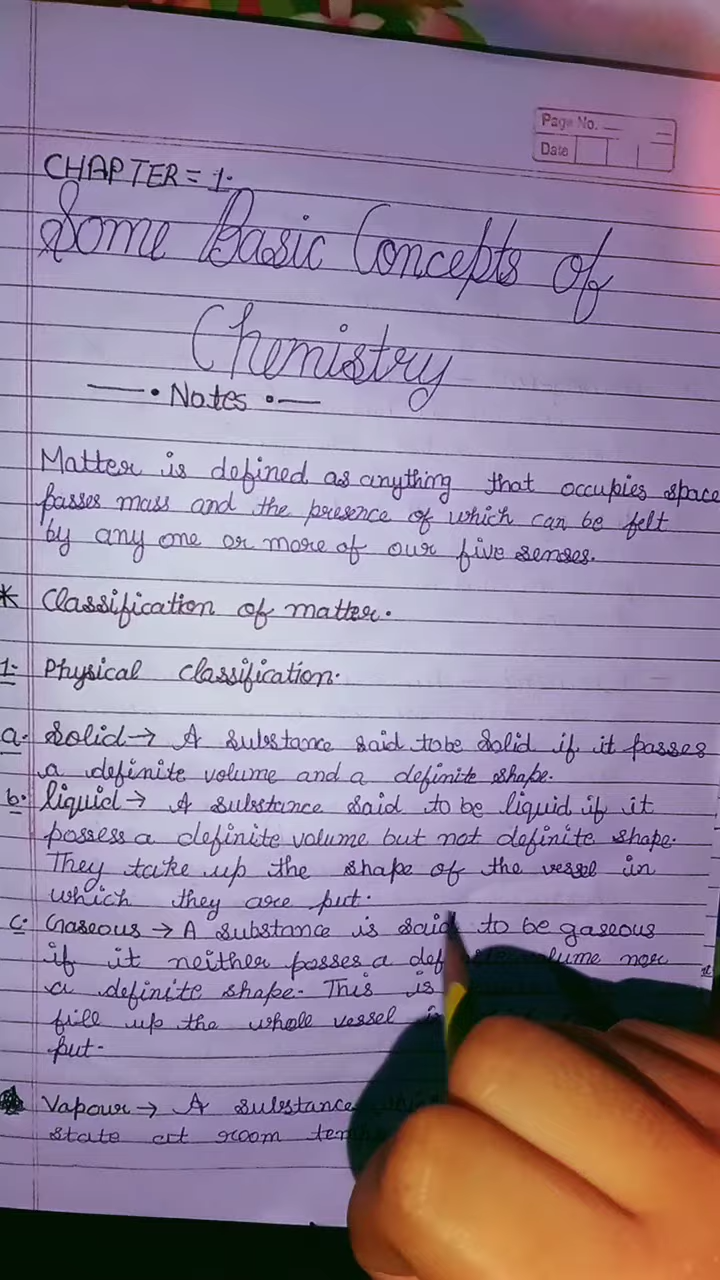 Page No.
Date
CHAPTER = 1.
Some Basic Concepts of
Chemistry
Notes
Matter is defined as anything that occupies space
passes mass and the presence of which can be felt
by any one or more of our five senses.
* Classification of matter.
1. Physical classification.
a. Solid → A substance said tobe Solid if it passes
a definite volume and a definite shape.
b. liquid → A substance said to be liquid if it
possess a definite volume but not definite shape.
They take up the shape of the vessel in
which they are put.
c. Gaseous → A substance is said to be gaseous
if it neither passes a nor
a definite shape. This is
fill up the whole vessel
put.
Vapour → A substance
state at room